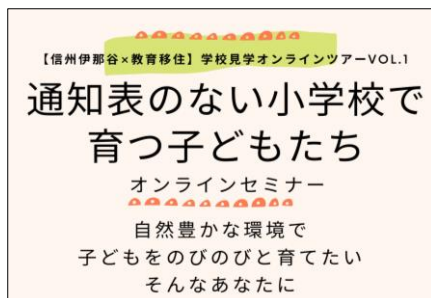 【信州伊那谷×教育移住】学校見学オンラインツアーVOL.1
通知表のない小学校で
育つ子どもたち
オンラインセミナー
自然豊かな環境で
子どもをのびのびと育てたい
そんなあなたに